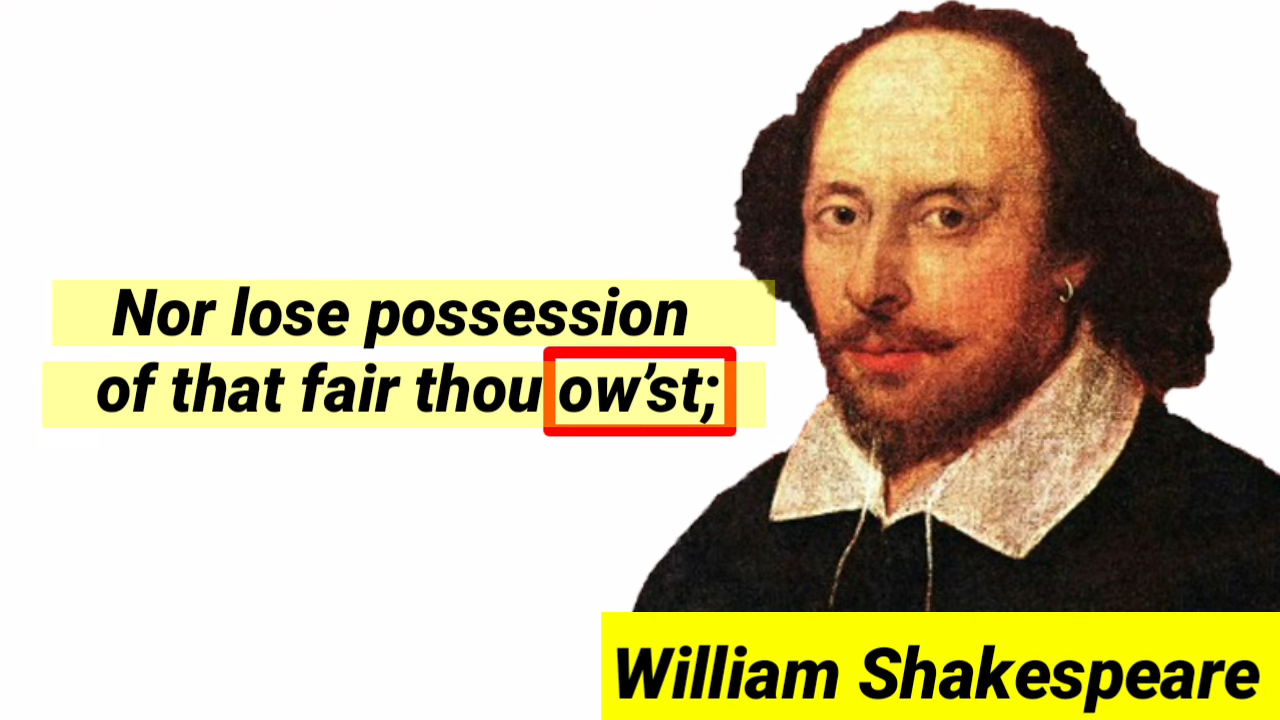 Nor lose possession
of that fair thou ow’st;
William Shakespeare